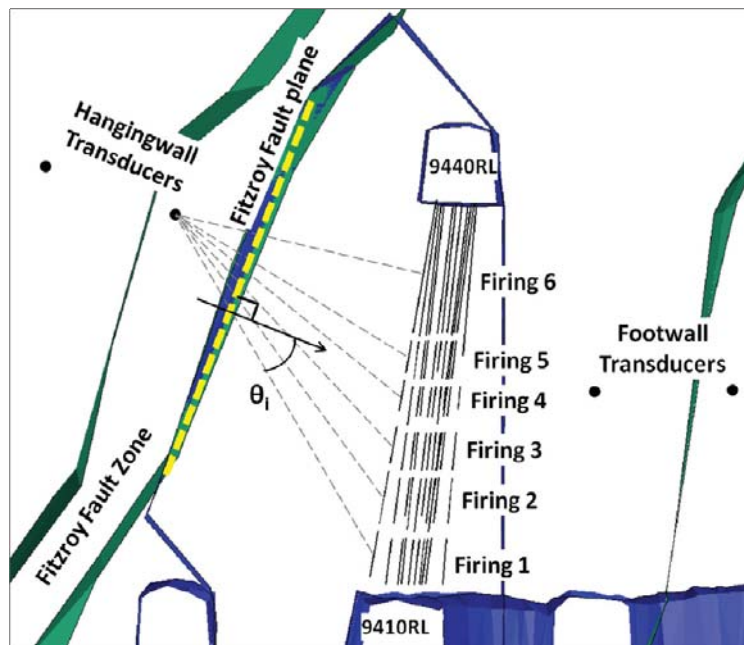 Hangingwall
Transducers
Fitzroy Fault plane
9440RL
Firing 6
Footwall
Transducers
Firing 5
Firing 4
θi
Firing 3
Fitzroy Fault Zone
Firing 2
Firing 1
9410RL